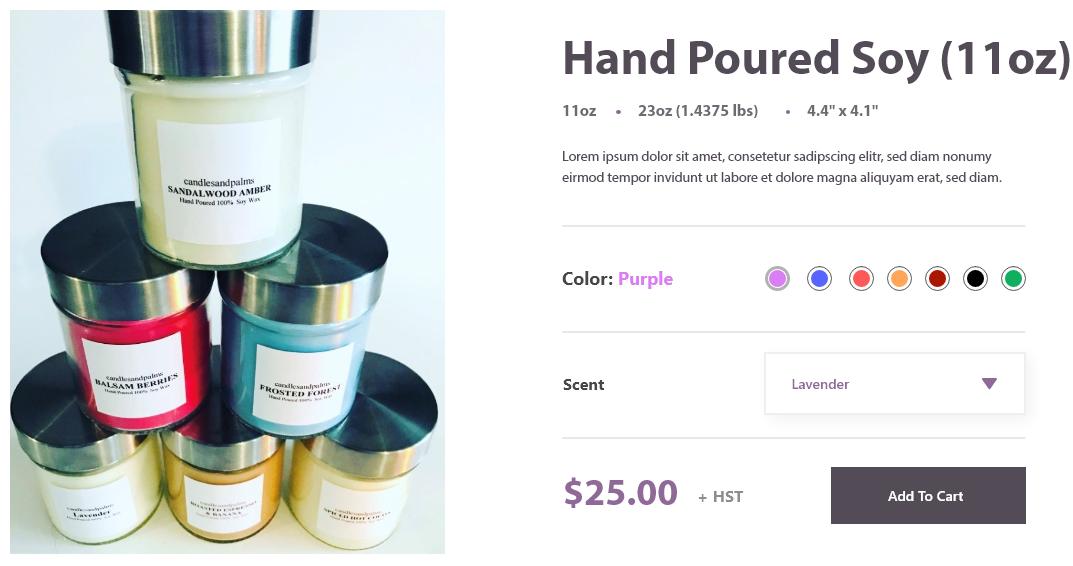 Hand Poured Soy (11oz)
11oz • 23oz (1.4375 lbs) • 4.4" x 4.1"
Lorem ipsum dolor sit amet, consetetur sadipscing elitr, sed diam nonumy
eirmod tempor invidunt ut labore et dolore magna aliquyam erat, sed diam.
Color: Purple
Scent
Lavender
$25.00 + HST
Add To Cart
candlesandpalms
SANDALWOOD AMBER
Hand Poured 100% Soy Wax
candlesandpalms
BALSAM BERRIES
Hand Poured 100% Soy Wax
candlesandpalms
FROSTED FOREST
Hand Poured 100% Soy Wax
candlesandpalms
Lavender
candlesandpalms
ROASTED ESPRESSO
& BANANA
candlesandpalms
SPICED HOT COCOA